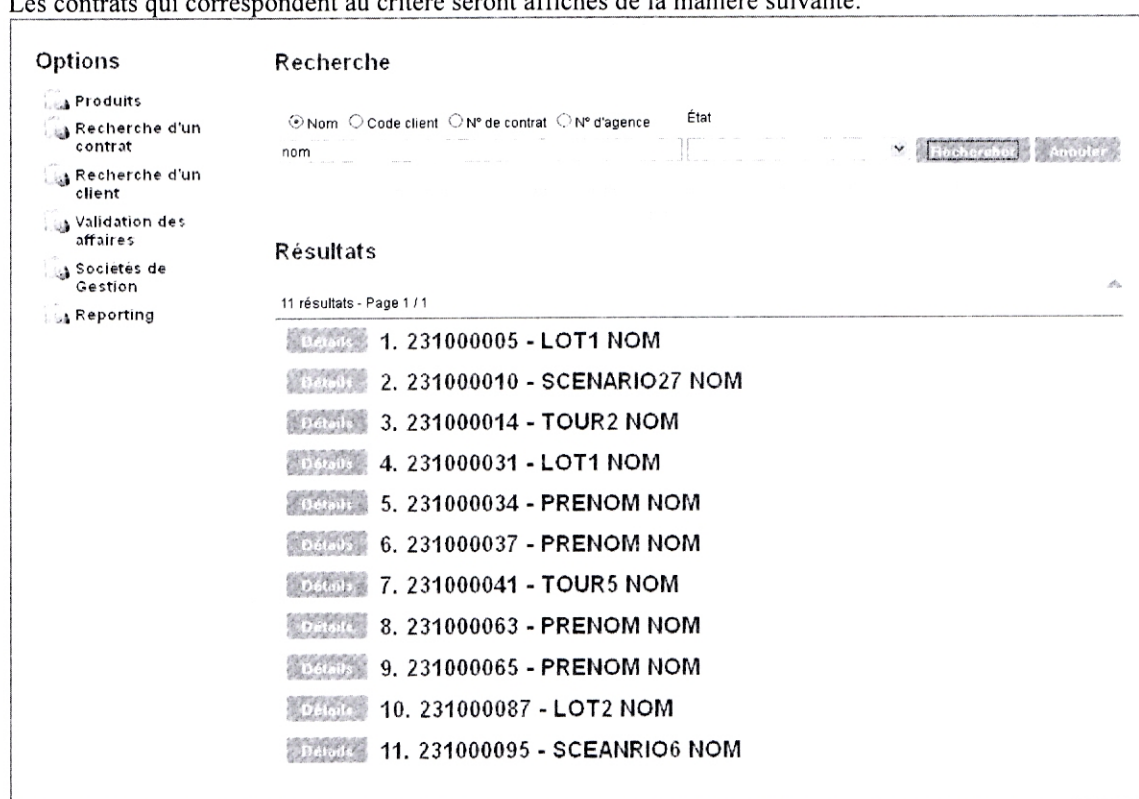 Les contrats qui correspondent au critère seront affichés de la manière suivante:
Options
Produits
Recherche d'un
contrat
Recherche d'un
client
Validation des
affaires
Sociétés de
Gestion
Reporting
Recherche
Nom Code client N° de contrat N° d'agence État
nom Rechercher Annuler
Résultats
11 résultats - Page 1 / 1
Détails 1. 231000005 - LOT1 NOM
Détails 2. 231000010 - SCENARIO27 NOM
Détails 3. 231000014 - TOUR2 NOM
Détails 4. 231000031 - LOT1 NOM
Détails 5. 231000034 - PRENOM NOM
Détails 6. 231000037 - PRENOM NOM
Détails 7. 231000041 - TOUR5 NOM
Détails 8. 231000063 - PRENOM NOM
Détails 9. 231000065 - PRENOM NOM
Détails 10. 231000087 - LOT2 NOM
Détails 11. 231000095 - SCEANRIO6 NOM